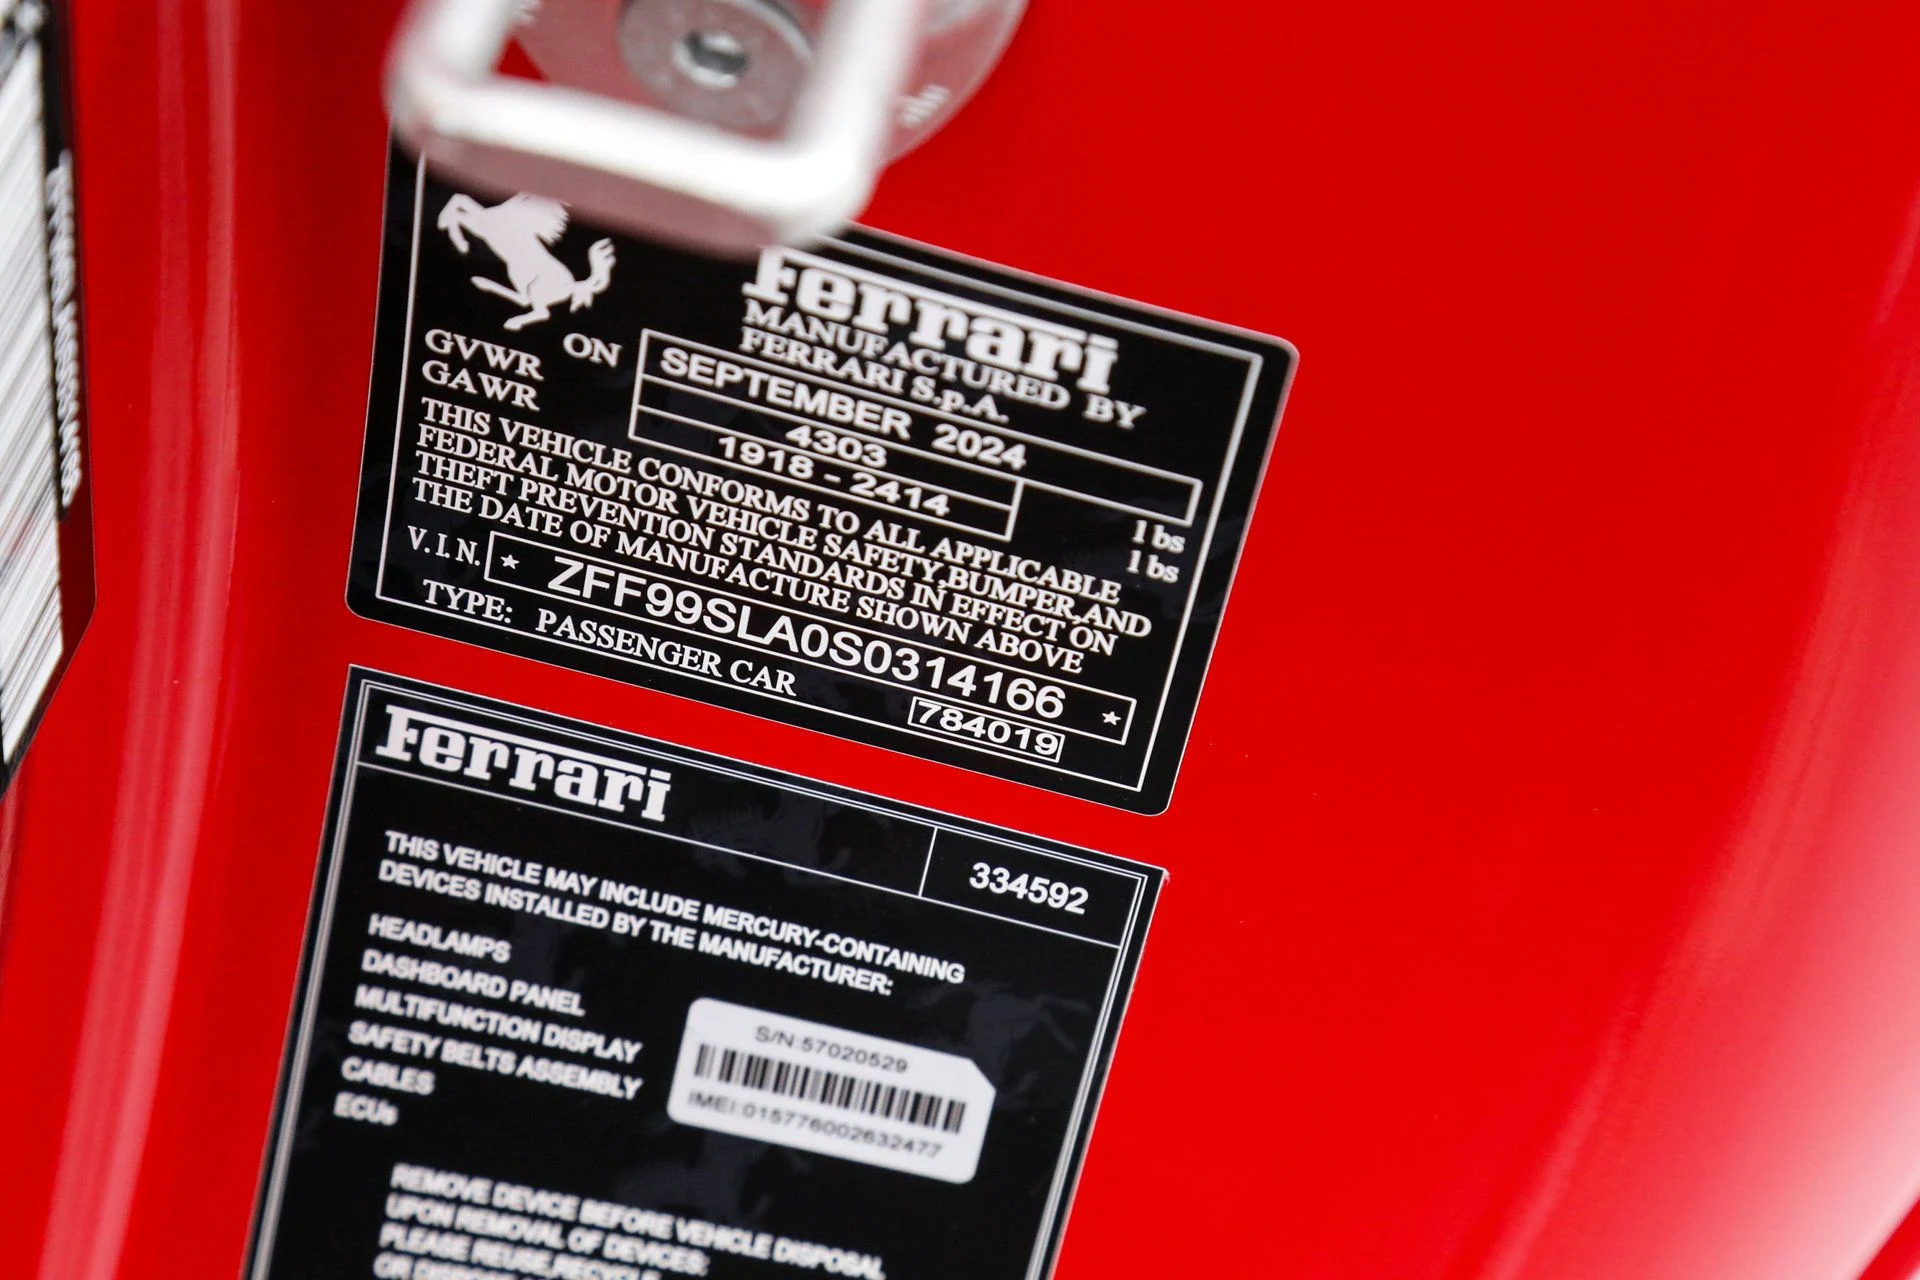 Ferrari
MANUFACTURED BY
FERRARI S.p.A.
ON SEPTEMBER 2024
GVWR 4303 lbs
GAWR 1918 - 2414 lbs
THIS VEHICLE CONFORMS TO ALL APPLICABLE
FEDERAL MOTOR VEHICLE SAFETY,BUMPER,AND
THEFT PREVENTION STANDARDS IN EFFECT ON
THE DATE OF MANUFACTURE SHOWN ABOVE
V.I.N. ★ ZFF99SLA0S0314166 ★
TYPE: PASSENGER CAR
784019
Ferrari
334592
THIS VEHICLE MAY INCLUDE MERCURY-CONTAINING
DEVICES INSTALLED BY THE MANUFACTURER:
HEADLAMPS
DASHBOARD PANEL
MULTIFUNCTION DISPLAY
SAFETY BELTS ASSEMBLY
CABLES
ECUs
S/N:57020529
IMEI:015776002632477
REMOVE DEVICE BEFORE VEHICLE DISPOSAL
UPON REMOVAL OF DEVICES:
PLEASE REUSE,RECYCLE
OR